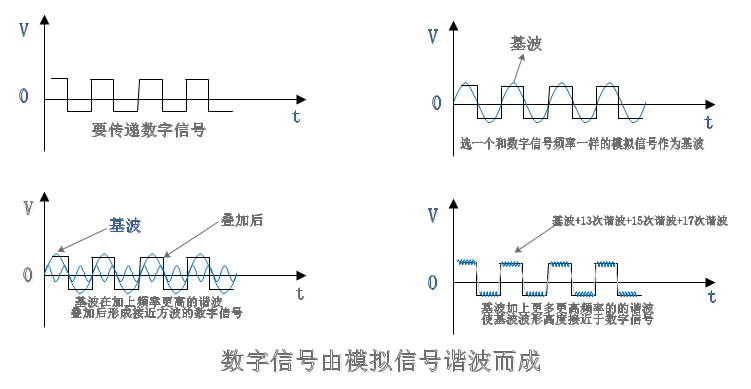 V
0
t
要传递数字信号
V
基波
0
t
选一个和数字信号频率一样的模拟信号作为基波
V
基波
叠加后
0
t
基波在加上频率更高的谐波
叠加后形成接近方波的数字信号
V
基波+13次谐波+15次谐波+17次谐波
0
t
基波加上更多更高频率的的谐波
使基波波形高度接近于数字信号
数字信号由模拟信号谐波而成